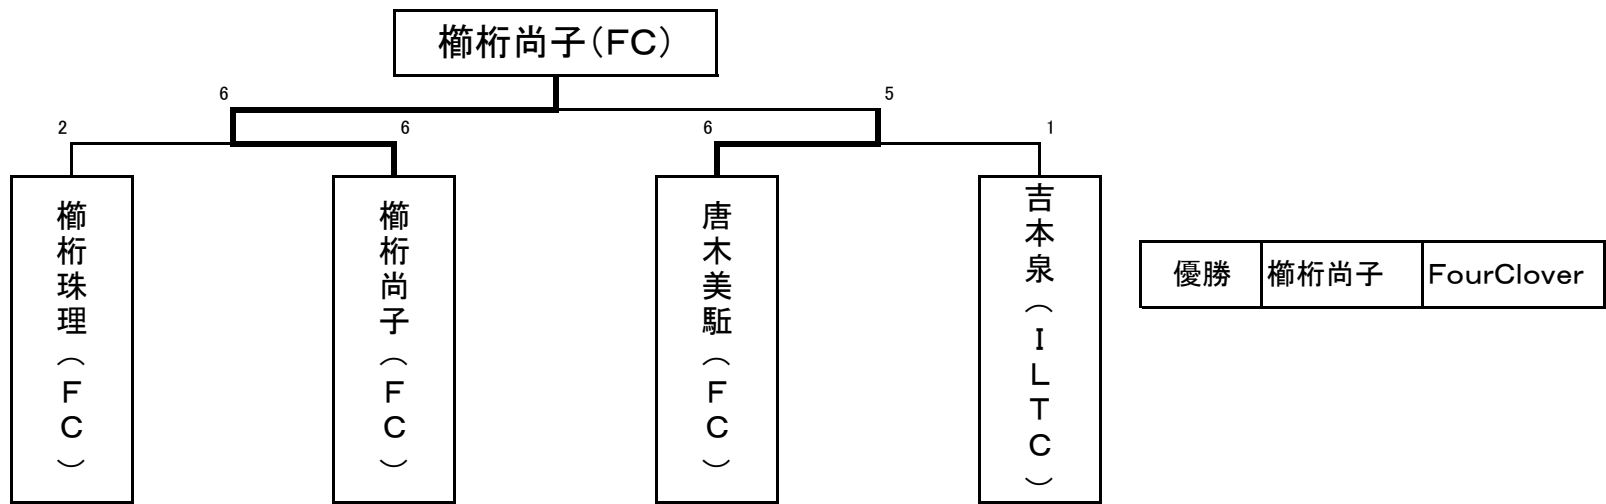 櫛桁尚子（FC）
6
5
2
6
6
1
櫛桁珠理（FC）
櫛桁尚子（FC）
唐木美駈（FC）
吉本泉（ILTC）
優勝 櫛桁尚子 FourClover